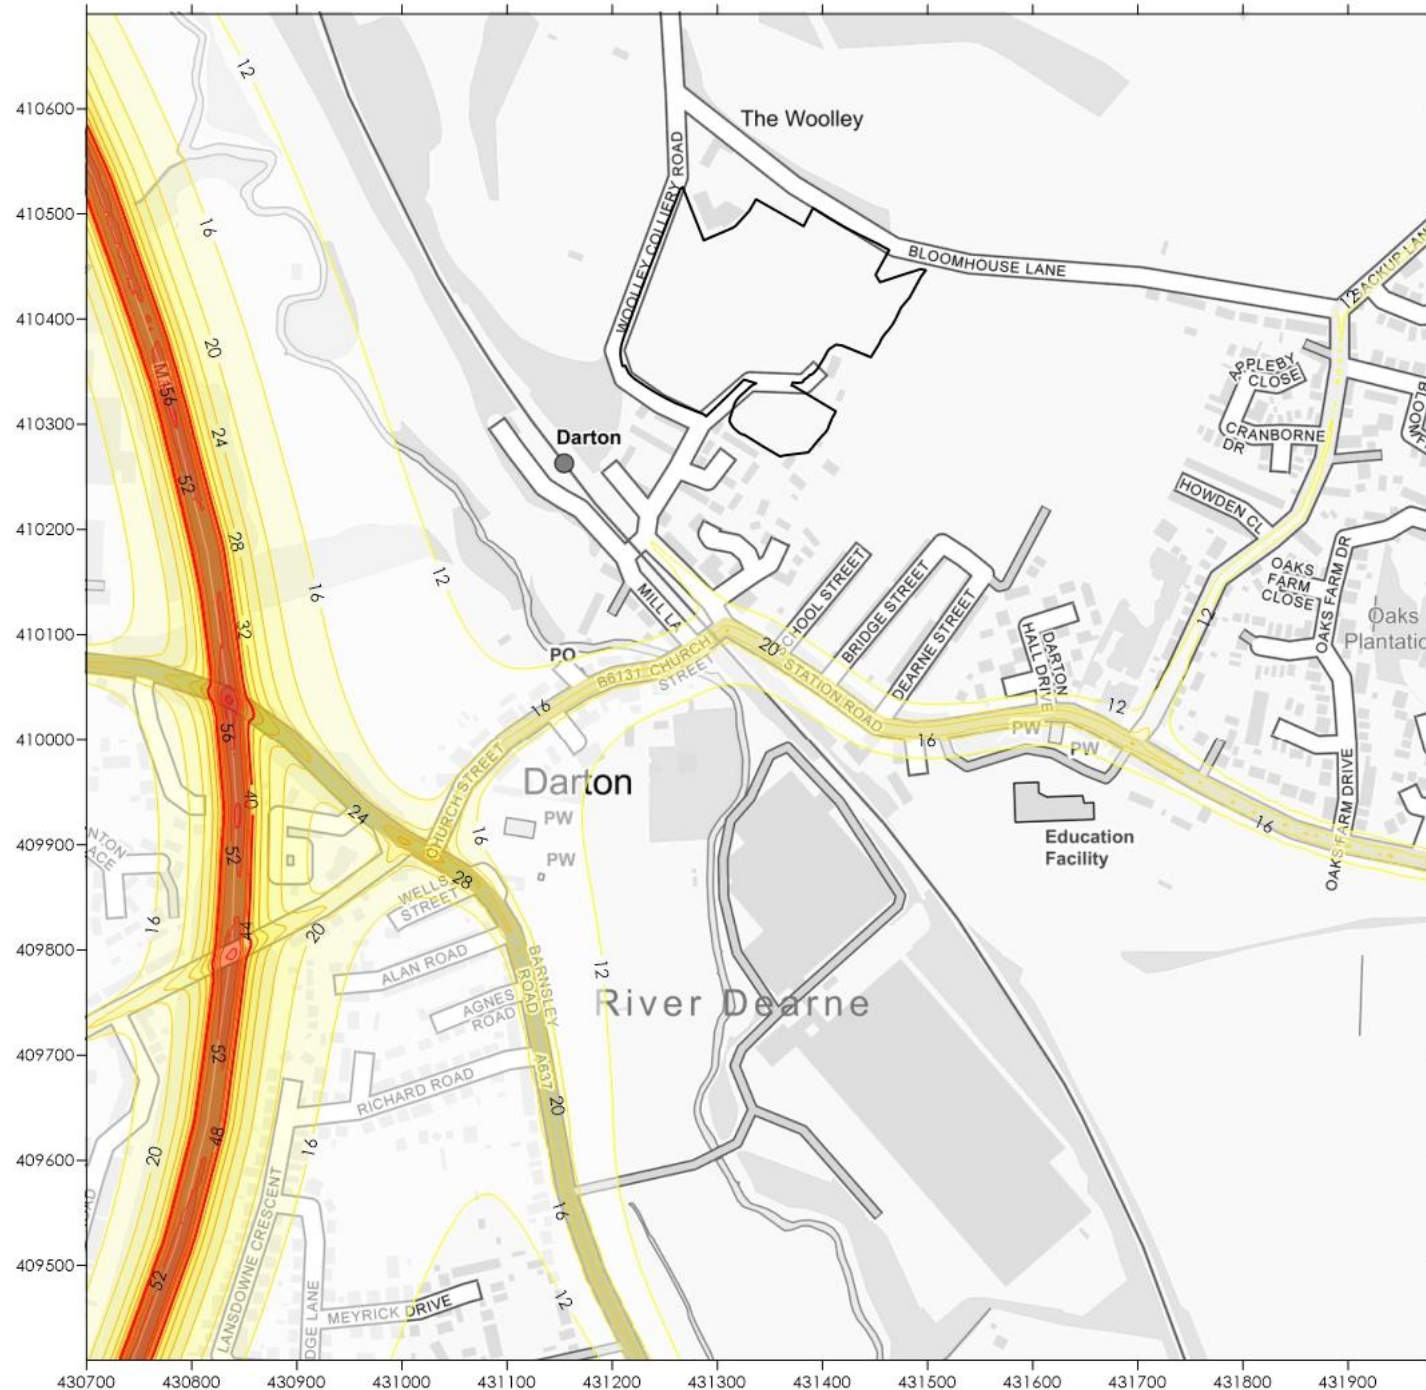 12
410600
The Woolley
WOOLLEY COLLIERY ROAD
410500
16
BLOOMHOUSE LANE
BACKUP LANE
12
410400
20
M1
56
APPLEBY
CLOSE
24
410300
Darton
CRANBORNE
DR
52
HOWDEN CL
410200
28
12
16
SCHOOL STREET
BRIDGE STREET
OAKS
FARM
CLOSE
OAKS FARM DR
MILL LA
DEARNE STREET
12
32
410100
Oaks
PO
20
DARTON
HALL DRIVE
B6131 CHURCH
STREET
STATION ROAD
12
16
56
410000
16
PW
PW
CHURCH STREET
Darton
OAKS FARM DRIVE
40
24
PW
16
16
409900
Education
Facility
52
PW
28
WELLS
STREET
16
44
20
409800
ALAN ROAD
BARNSLEY
ROAD
12
AGNES
ROAD
River Dearne
409700
52
A637
RICHARD ROAD
20
48
16
409600
20
16
LANSDOWNE CRESCENT
409500
52
12
MEYRICK DRIVE
430700 430800 430900 431000 431100 431200 431300 431400 431500 431600 431700 431800 431900